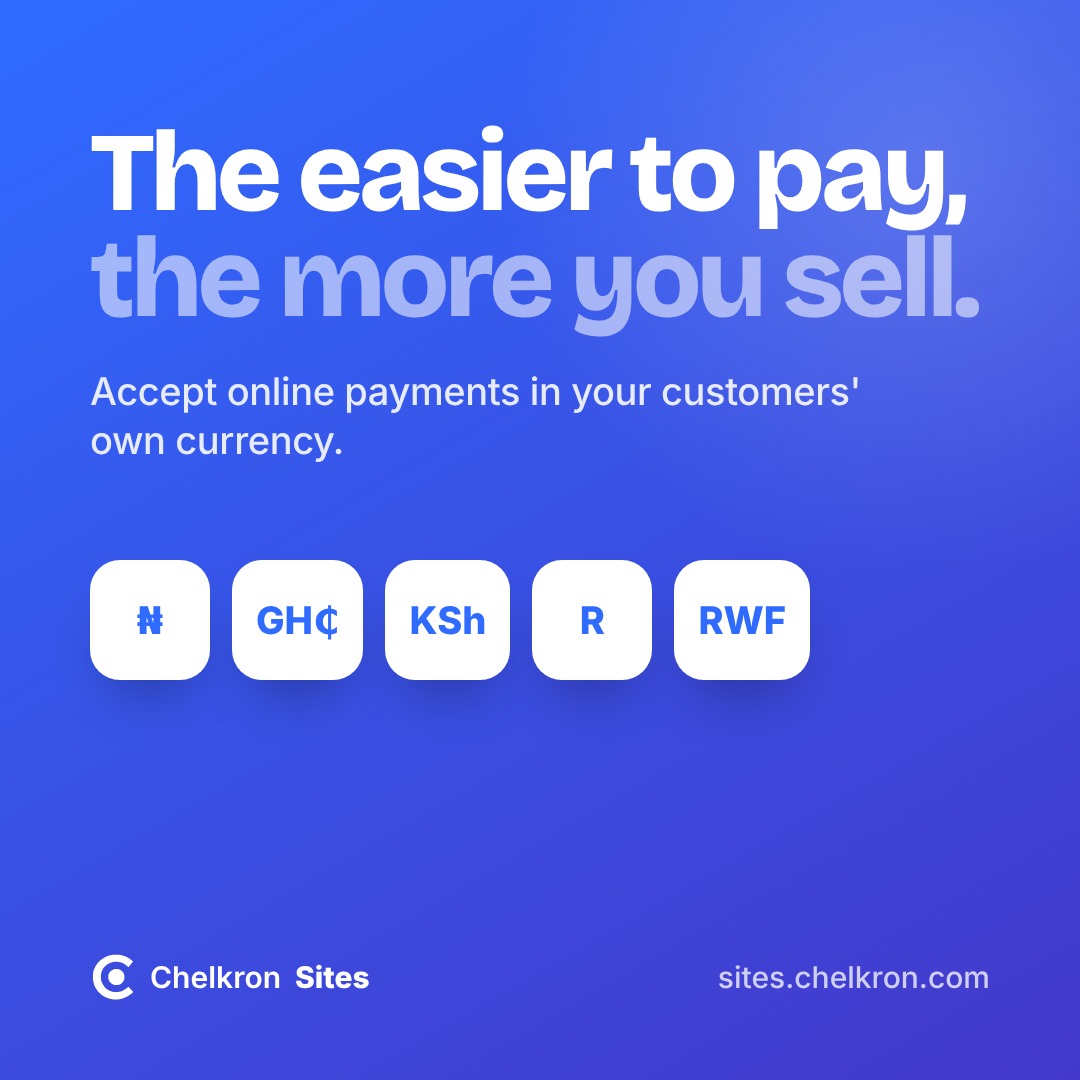 The easier to pay,
the more you sell.
Accept online payments in your customers'
own currency.
₦ GH₵ KSh R RWF
Chelkron Sites sites.chelkron.com